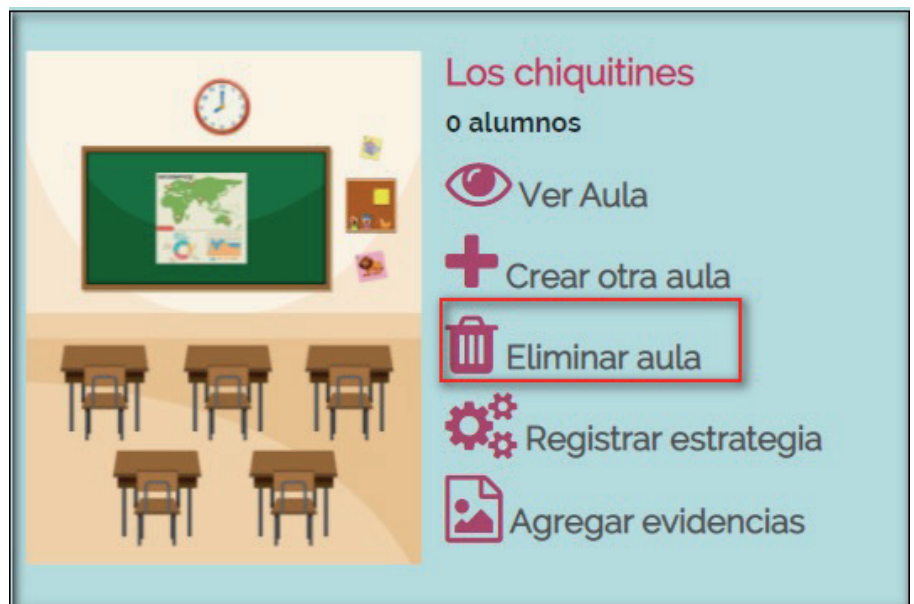 Los chiquitines
0 alumnos
Ver Aula
Crear otra aula
Eliminar aula
Registrar estrategia
Agregar evidencias